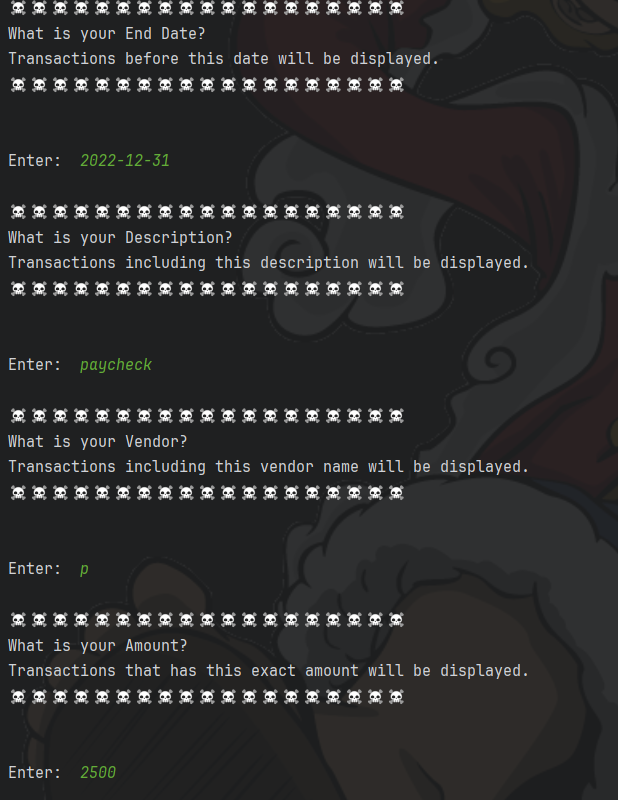 ☠☠☠☠☠☠☠☠☠☠☠☠☠☠☠☠☠☠☠
What is your End Date?
Transactions before this date will be displayed.
☠☠☠☠☠☠☠☠☠☠☠☠☠☠☠☠☠☠☠
Enter: 2022-12-31
☠☠☠☠☠☠☠☠☠☠☠☠☠☠☠☠☠☠☠
What is your Description?
Transactions including this description will be displayed.
☠☠☠☠☠☠☠☠☠☠☠☠☠☠☠☠☠☠☠
Enter: paycheck
☠☠☠☠☠☠☠☠☠☠☠☠☠☠☠☠☠☠☠
What is your Vendor?
Transactions including this vendor name will be displayed.
☠☠☠☠☠☠☠☠☠☠☠☠☠☠☠☠☠☠☠
Enter: p
☠☠☠☠☠☠☠☠☠☠☠☠☠☠☠☠☠☠☠
What is your Amount?
Transactions that has this exact amount will be displayed.
☠☠☠☠☠☠☠☠☠☠☠☠☠☠☠☠☠☠☠
Enter: 2500